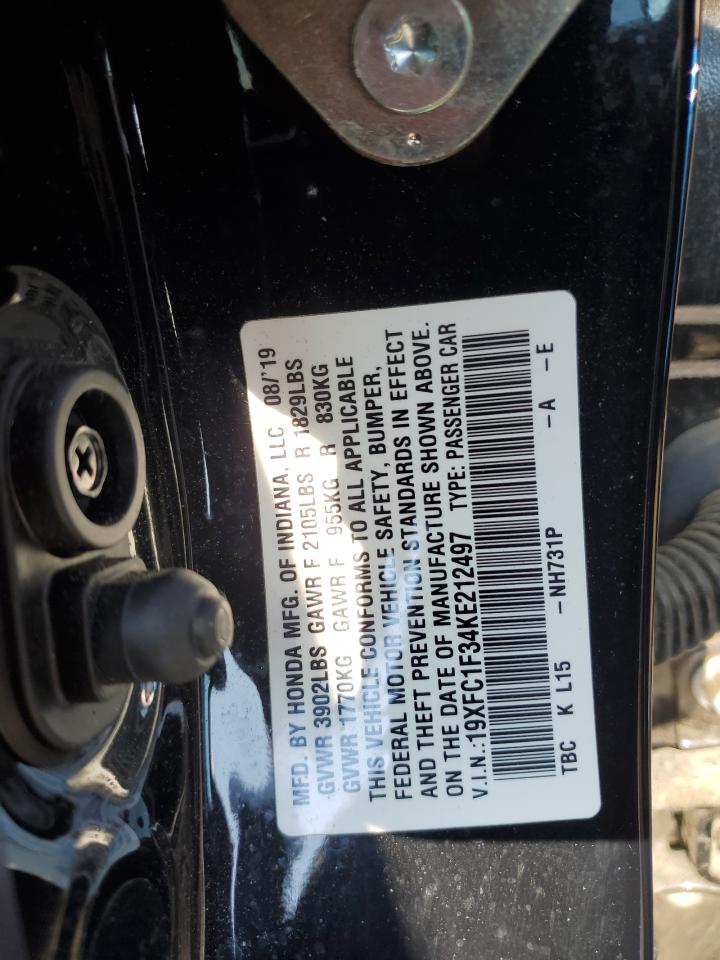 MFD. BY HONDA MFG. OF INDIANA, LLC 08/'19
GVWR 3902LBS GAWR F 2105LBS R 1829LBS
GVWR 1770KG GAWR F 955KG R 830KG
THIS VEHICLE CONFORMS TO ALL APPLICABLE
FEDERAL MOTOR VEHICLE SAFETY, BUMPER,
AND THEFT PREVENTION STANDARDS IN EFFECT
ON THE DATE OF MANUFACTURE SHOWN ABOVE.
V.I.N.:19XFC1F34KE212497 TYPE: PASSENGER CAR
TBC K L15 -NH731P -A -E